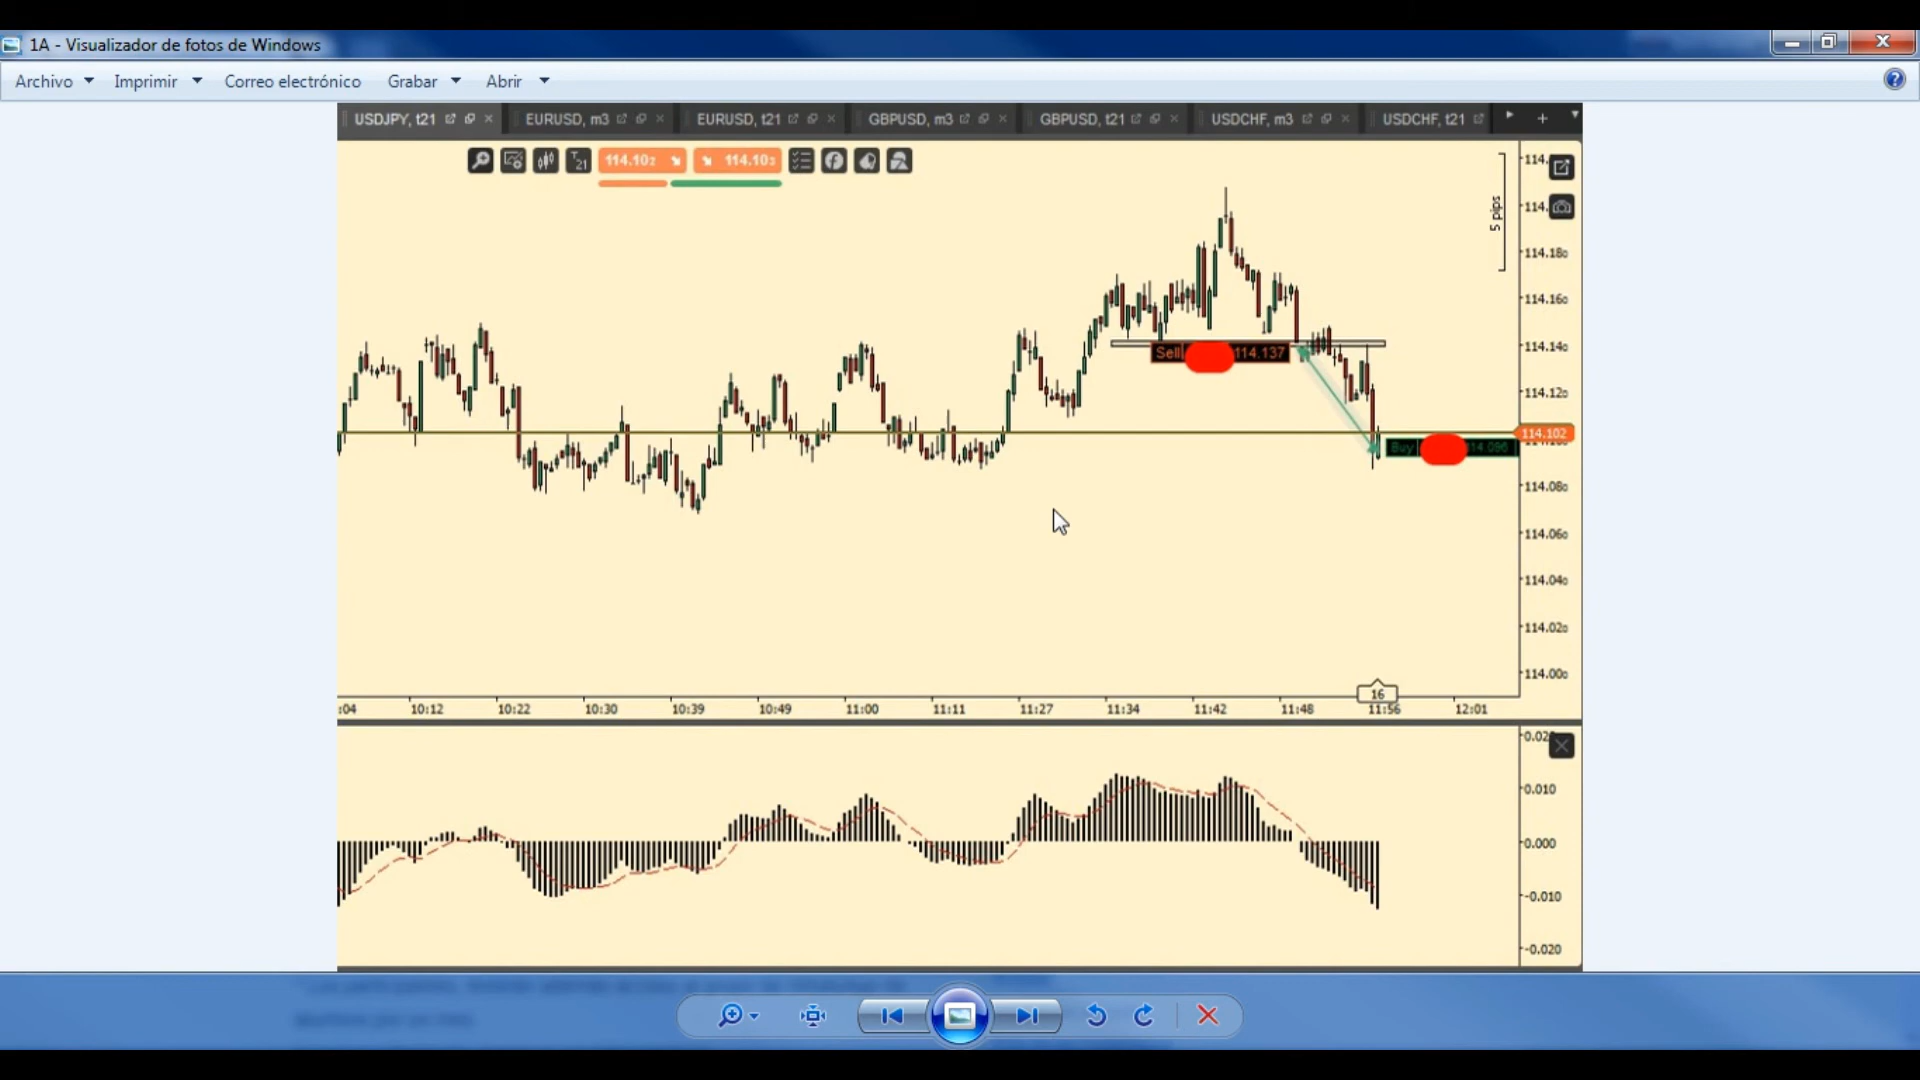 1A - Visualizador de fotos de Windows
Archivo Imprimir Correo electrónico Grabar Abrir
USDJPY, t21 EURUSD, m3 EURUSD, t21 GBPUSD, m3 GBPUSD, t21 USDCHF, m3 USDCHF, t21
T21 114.102 114.103
5 pips
114.180
114.160
114.140
Sell 114.137
114.120
114.102
Buy
114.080
114.060
114.040
114.020
114.000
16
:04 10:12 10:22 10:30 10:39 10:49 11:00 11:11 11:27 11:34 11:42 11:48 11:56 12:01
0.010
0.000
-0.010
-0.020